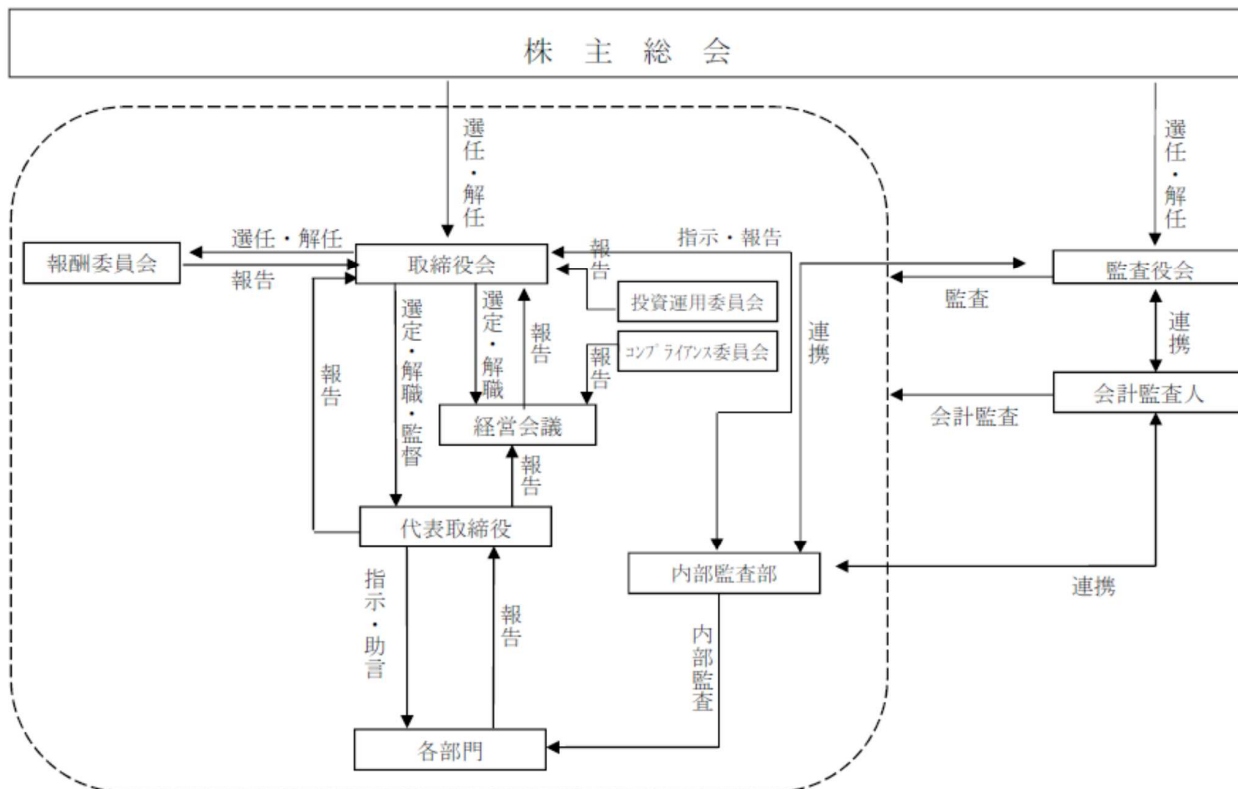 株主総会
選任・解任
選任・解任
報酬委員会
選任・解任
報告
取締役会
指示・報告
報告
投資運用委員会
コンプライアンス委員会
報告
監査役会
監査
連携
連携
会計監査人
会計監査
報告
選定・解職・監督
選定・解職
報告
経営会議
報告
代表取締役
内部監査部
連携
指示・助言
報告
内部監査
各部門